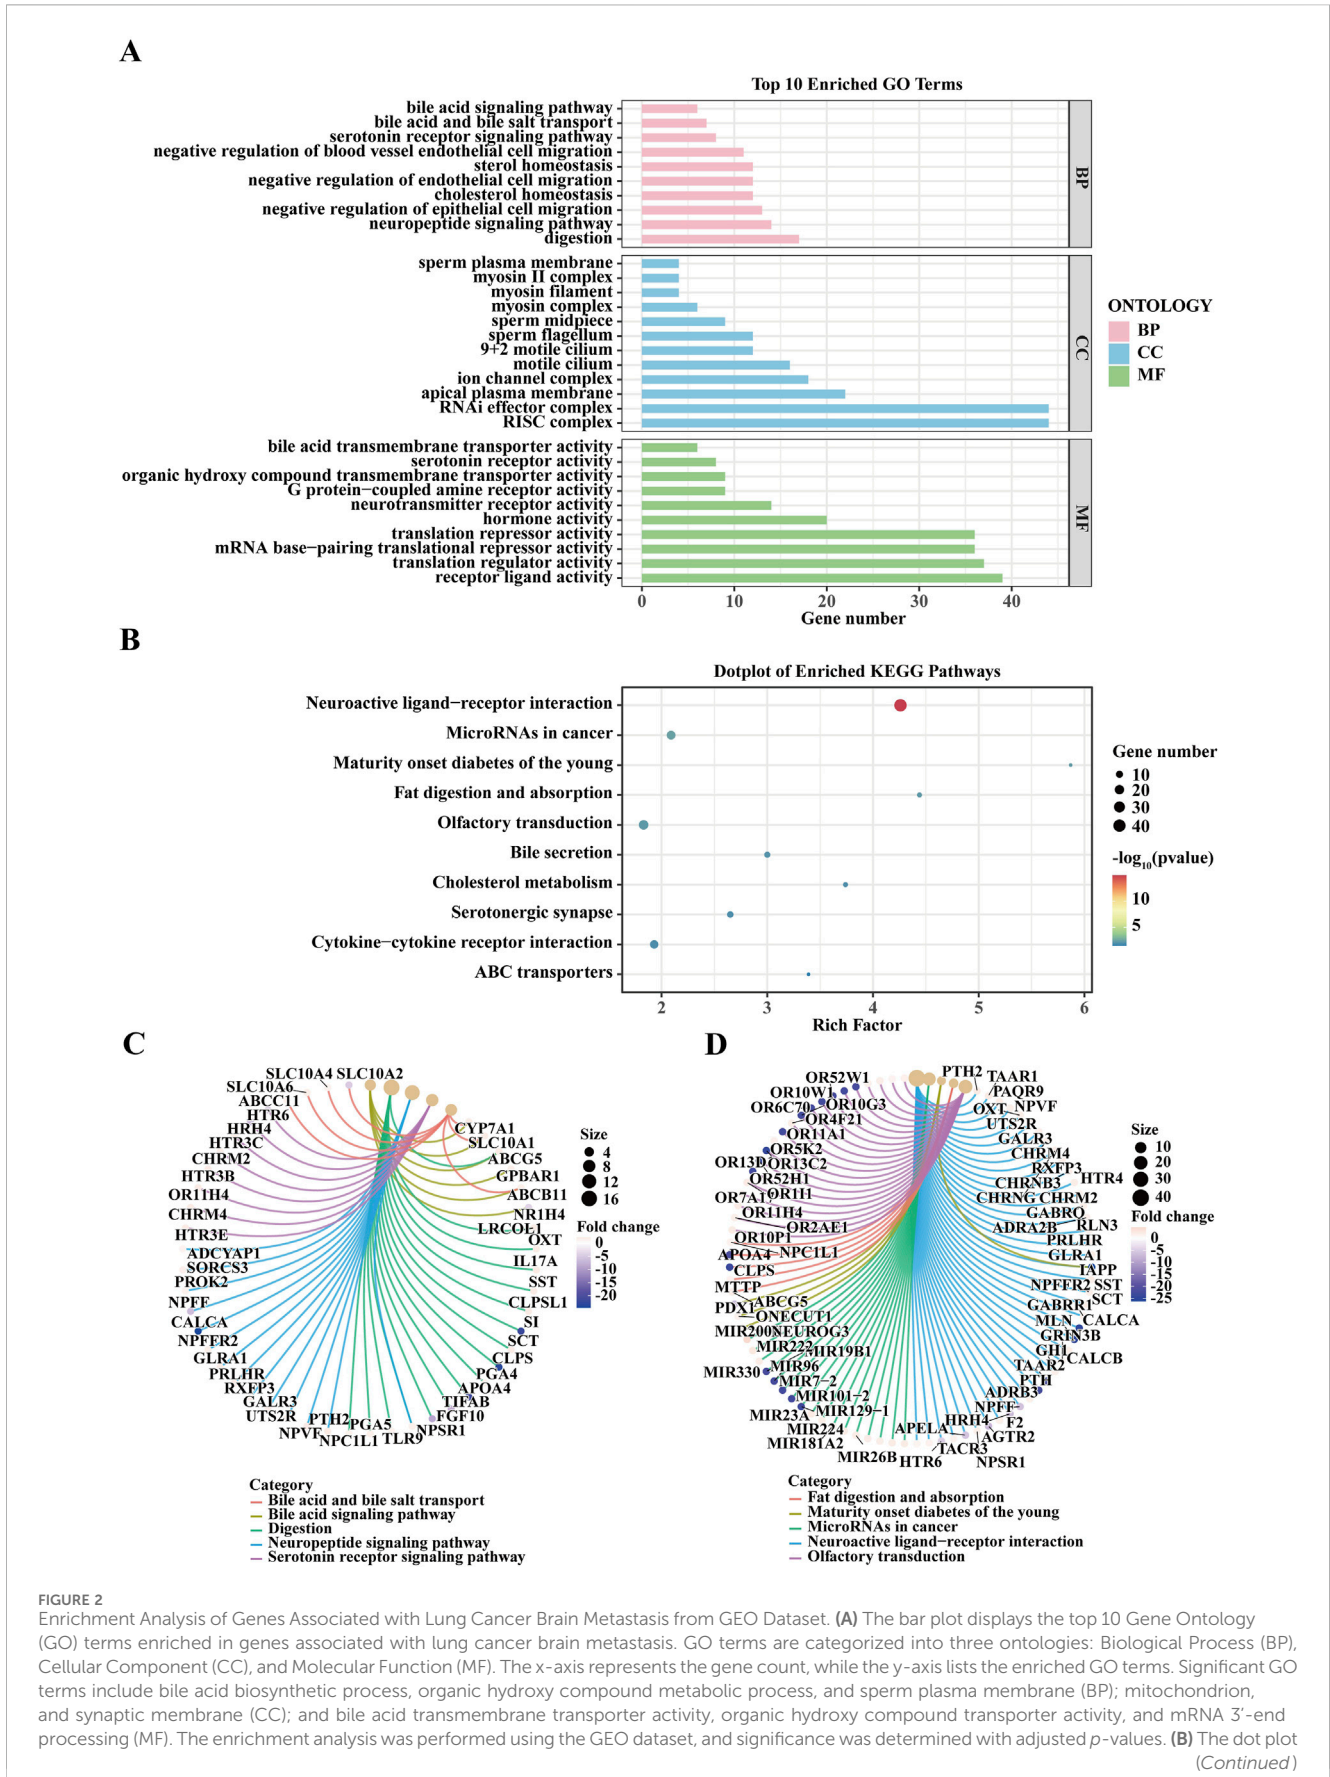 A
Top 10 Enriched GO Terms
bile acid signaling pathway
bile acid and bile salt transport
serotonin receptor signaling pathway
negative regulation of blood vessel endothelial cell migration
sterol homeostasis
negative regulation of endothelial cell migration
cholesterol homeostasis
negative regulation of epithelial cell migration
neuropeptide signaling pathway
digestion
BP
sperm plasma membrane
myosin II complex
myosin filament
myosin complex
sperm midpiece
sperm flagellum
9+2 motile cilium
motile cilium
ion channel complex
apical plasma membrane
RNAi effector complex
RISC complex
CC
bile acid transmembrane transporter activity
serotonin receptor activity
organic hydroxy compound transmembrane transporter activity
G protein−coupled amine receptor activity
neurotransmitter receptor activity
hormone activity
translation repressor activity
mRNA base−pairing translational repressor activity
translation regulator activity
receptor ligand activity
MF
0 10 20 30 40
Gene number
ONTOLOGY
BP
CC
MF
B
Dotplot of Enriched KEGG Pathways
Neuroactive ligand−receptor interaction
MicroRNAs in cancer
Maturity onset diabetes of the young
Fat digestion and absorption
Olfactory transduction
Bile secretion
Cholesterol metabolism
Serotonergic synapse
Cytokine−cytokine receptor interaction
ABC transporters
2 3 4 5 6
Rich Factor
Gene number
10
20
30
40
-log10(pvalue)
10
5
C
SLC10A4 SLC10A2
SLC10A6
ABCC11
HTR6
HRH4
HTR3C
CHRM2
HTR3B
OR11H4
CHRM4
HTR3E
ADCYAP1
SORCS3
PROK2
NPFF
CALCA
NPFFR2
GLRA1
PRLHR
RXFP3
GALR3
UTS2R
NPVF
PTH2
NPC1L1
PGA5
TLR9
NPSR1
FGF10
TIFAB
APOA4
PGA4
CLPS
SCT
SI
CLPSL1
SST
IL17A
OXT
LRCOL1
NR1H4
ABCB11
GPBAR1
ABCG5
SLC10A1
CYP7A1
Size
4
8
12
16
Fold change
0
-5
-10
-15
-20
Category
Bile acid and bile salt transport
Bile acid signaling pathway
Digestion
Neuropeptide signaling pathway
Serotonin receptor signaling pathway
D
OR52W1
OR10W1
OR6C70
OR10G3
OR4F21
OR11A1
OR5K2
OR13D
OR13C2
OR52H1
OR7A17
OR1I1
OR11H4
OR2AE1
OR10P1
NPC1L1
APOA4
CLPS
MTTP
ABCG5
PDX1
ONECUT1
MIR200
NEUROG3
MIR222
MIR19B1
MIR330
MIR96
MIR7−2
MIR101−2
MIR23A
MIR129−1
MIR224
MIR181A2
MIR26B
HTR6
APELA
TACR3
HRH4
NPSR1
AGTR2
F2
NPFF
ADRB3
PTH
TAAR2
CALCB
GH1
GRIN3B
MLN
CALCA
GABRR1
SCT
NPFFR2 SST
IAPP
GLRA1
PRLHR
ADRA2B
RLN3
GABRQ
CHRNG CHRM2
CHRNB3
HTR4
RXFP3
CHRM4
GALR3
UTS2R
OXT
NPVF
PAQR9
TAAR1
PTH2
Size
10
20
30
40
Fold change
0
-5
-10
-15
-20
-25
Category
Fat digestion and absorption
Maturity onset diabetes of the young
MicroRNAs in cancer
Neuroactive ligand−receptor interaction
Olfactory transduction
FIGURE 2
Enrichment Analysis of Genes Associated with Lung Cancer Brain Metastasis from GEO Dataset. (A) The bar plot displays the top 10 Gene Ontology
(GO) terms enriched in genes associated with lung cancer brain metastasis. GO terms are categorized into three ontologies: Biological Process (BP),
Cellular Component (CC), and Molecular Function (MF). The x-axis represents the gene count, while the y-axis lists the enriched GO terms. Significant GO
terms include bile acid biosynthetic process, organic hydroxy compound metabolic process, and sperm plasma membrane (BP); mitochondrion,
and synaptic membrane (CC); and bile acid transmembrane transporter activity, organic hydroxy compound transporter activity, and mRNA 3′-end
processing (MF). The enrichment analysis was performed using the GEO dataset, and significance was determined with adjusted p-values. (B) The dot plot
(Continued)